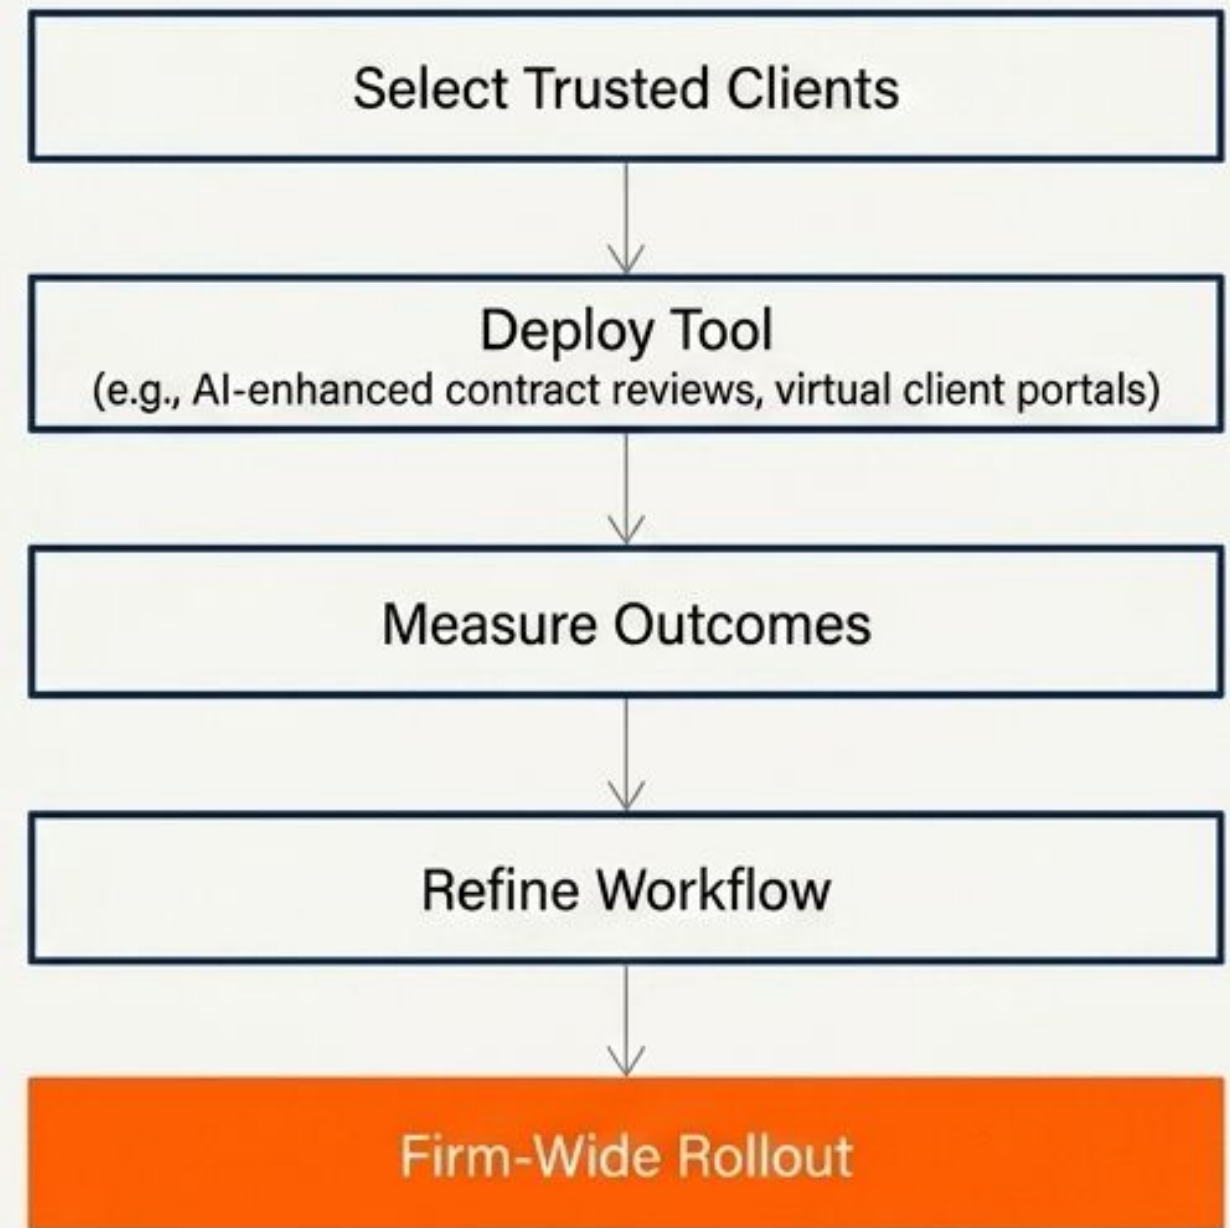 Select Trusted Clients
Deploy Tool
(e.g., AI-enhanced contract reviews, virtual client portals)
Measure Outcomes
Refine Workflow
Firm-Wide Rollout